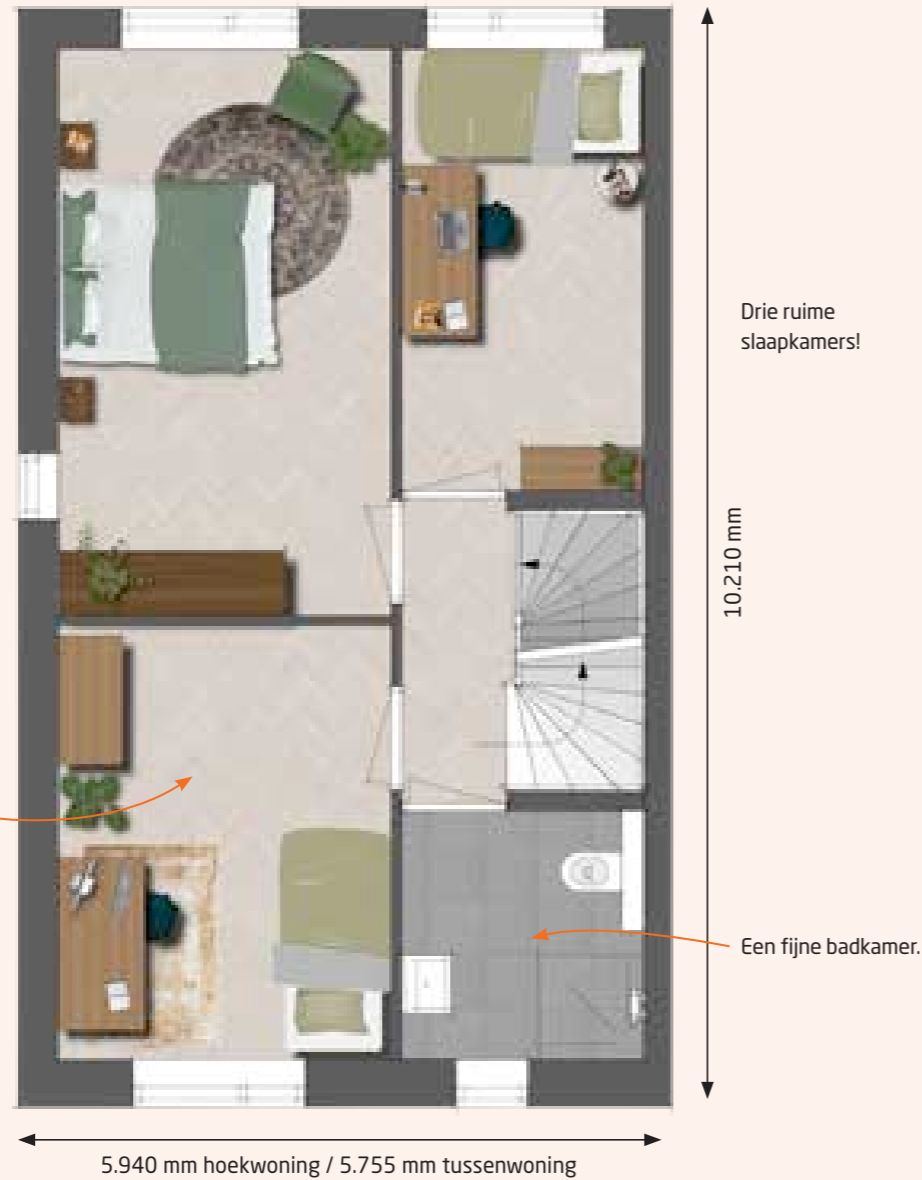 Drie ruime
slaapkamers!
10.210 mm
Een fijne badkamer.
5.940 mm hoekwoning / 5.755 mm tussenwoning